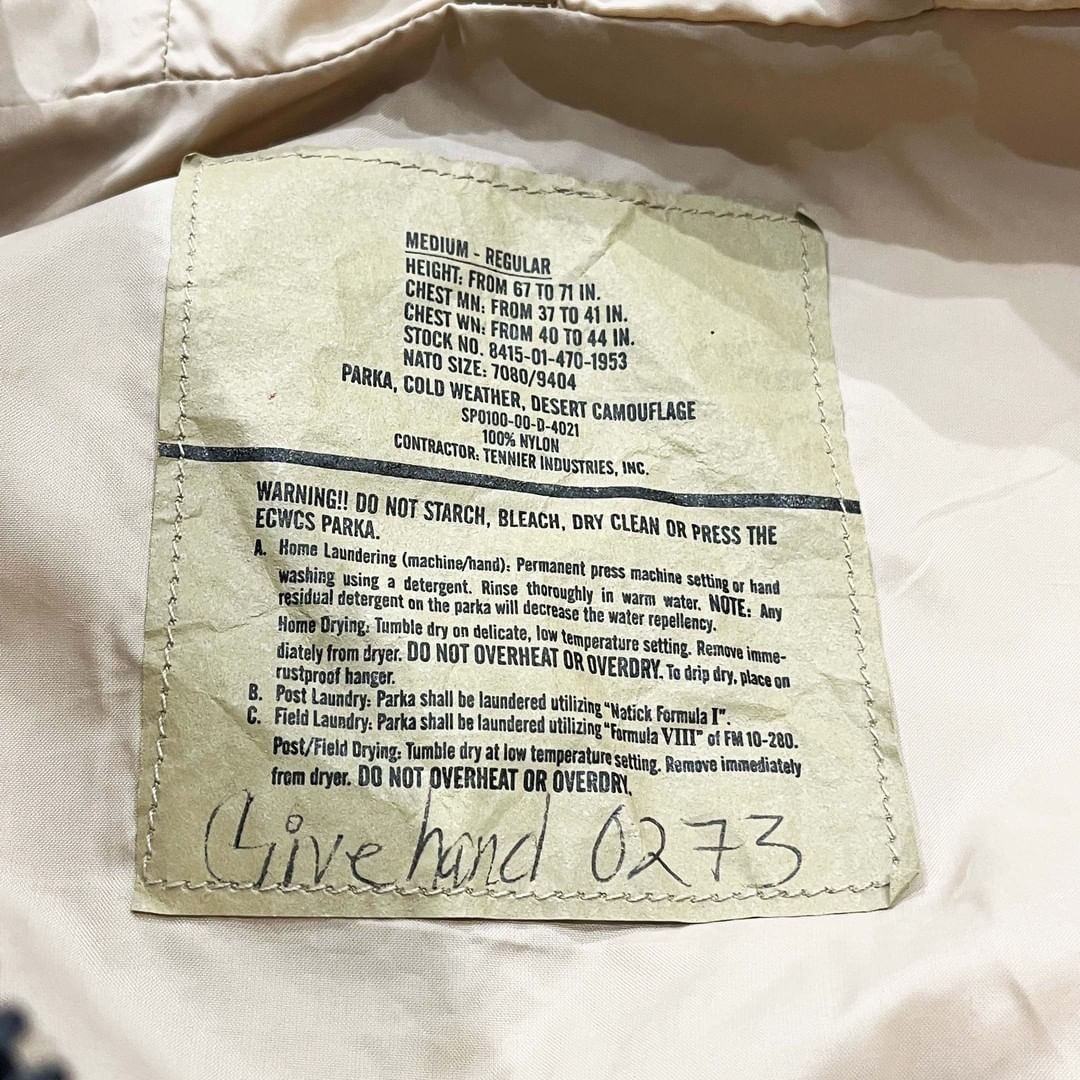 MEDIUM - REGULAR
HEIGHT: FROM 67 TO 71 IN.
CHEST MN: FROM 37 TO 41 IN.
CHEST WN: FROM 40 TO 44 IN.
STOCK NO. 8415-01-470-1953
NATO SIZE: 7080/9404
PARKA, COLD WEATHER, DESERT CAMOUFLAGE
SP0100-00-D-4021
100% NYLON
CONTRACTOR: TENNIER INDUSTRIES, INC.
WARNING!! DO NOT STARCH, BLEACH, DRY CLEAN OR PRESS THE
ECWCS PARKA.
A. Home Laundering (machine/hand): Permanent press machine setting or hand
washing using a detergent. Rinse thoroughly in warm water. NOTE: Any
residual detergent on the parka will decrease the water repellency.
Home Drying: Tumble dry on delicate, low temperature setting. Remove imme-
diately from dryer. DO NOT OVERHEAT OR OVERDRY. To drip dry, place on
rustproof hanger.
B. Post Laundry: Parka shall be laundered utilizing "Natick Formula I".
C. Field Laundry: Parka shall be laundered utilizing "Formula VIII" of FM 10-280.
Post/Field Drying: Tumble dry at low temperature setting. Remove immediately
from dryer. DO NOT OVERHEAT OR OVERDRY.
hand 0273